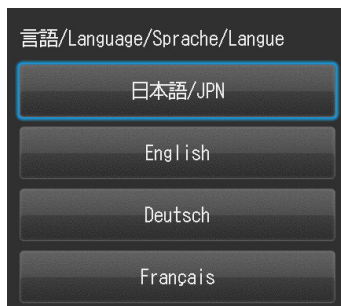 言語/Language/Sprache/Langue
日本語/JPN
English
Deutsch
Français